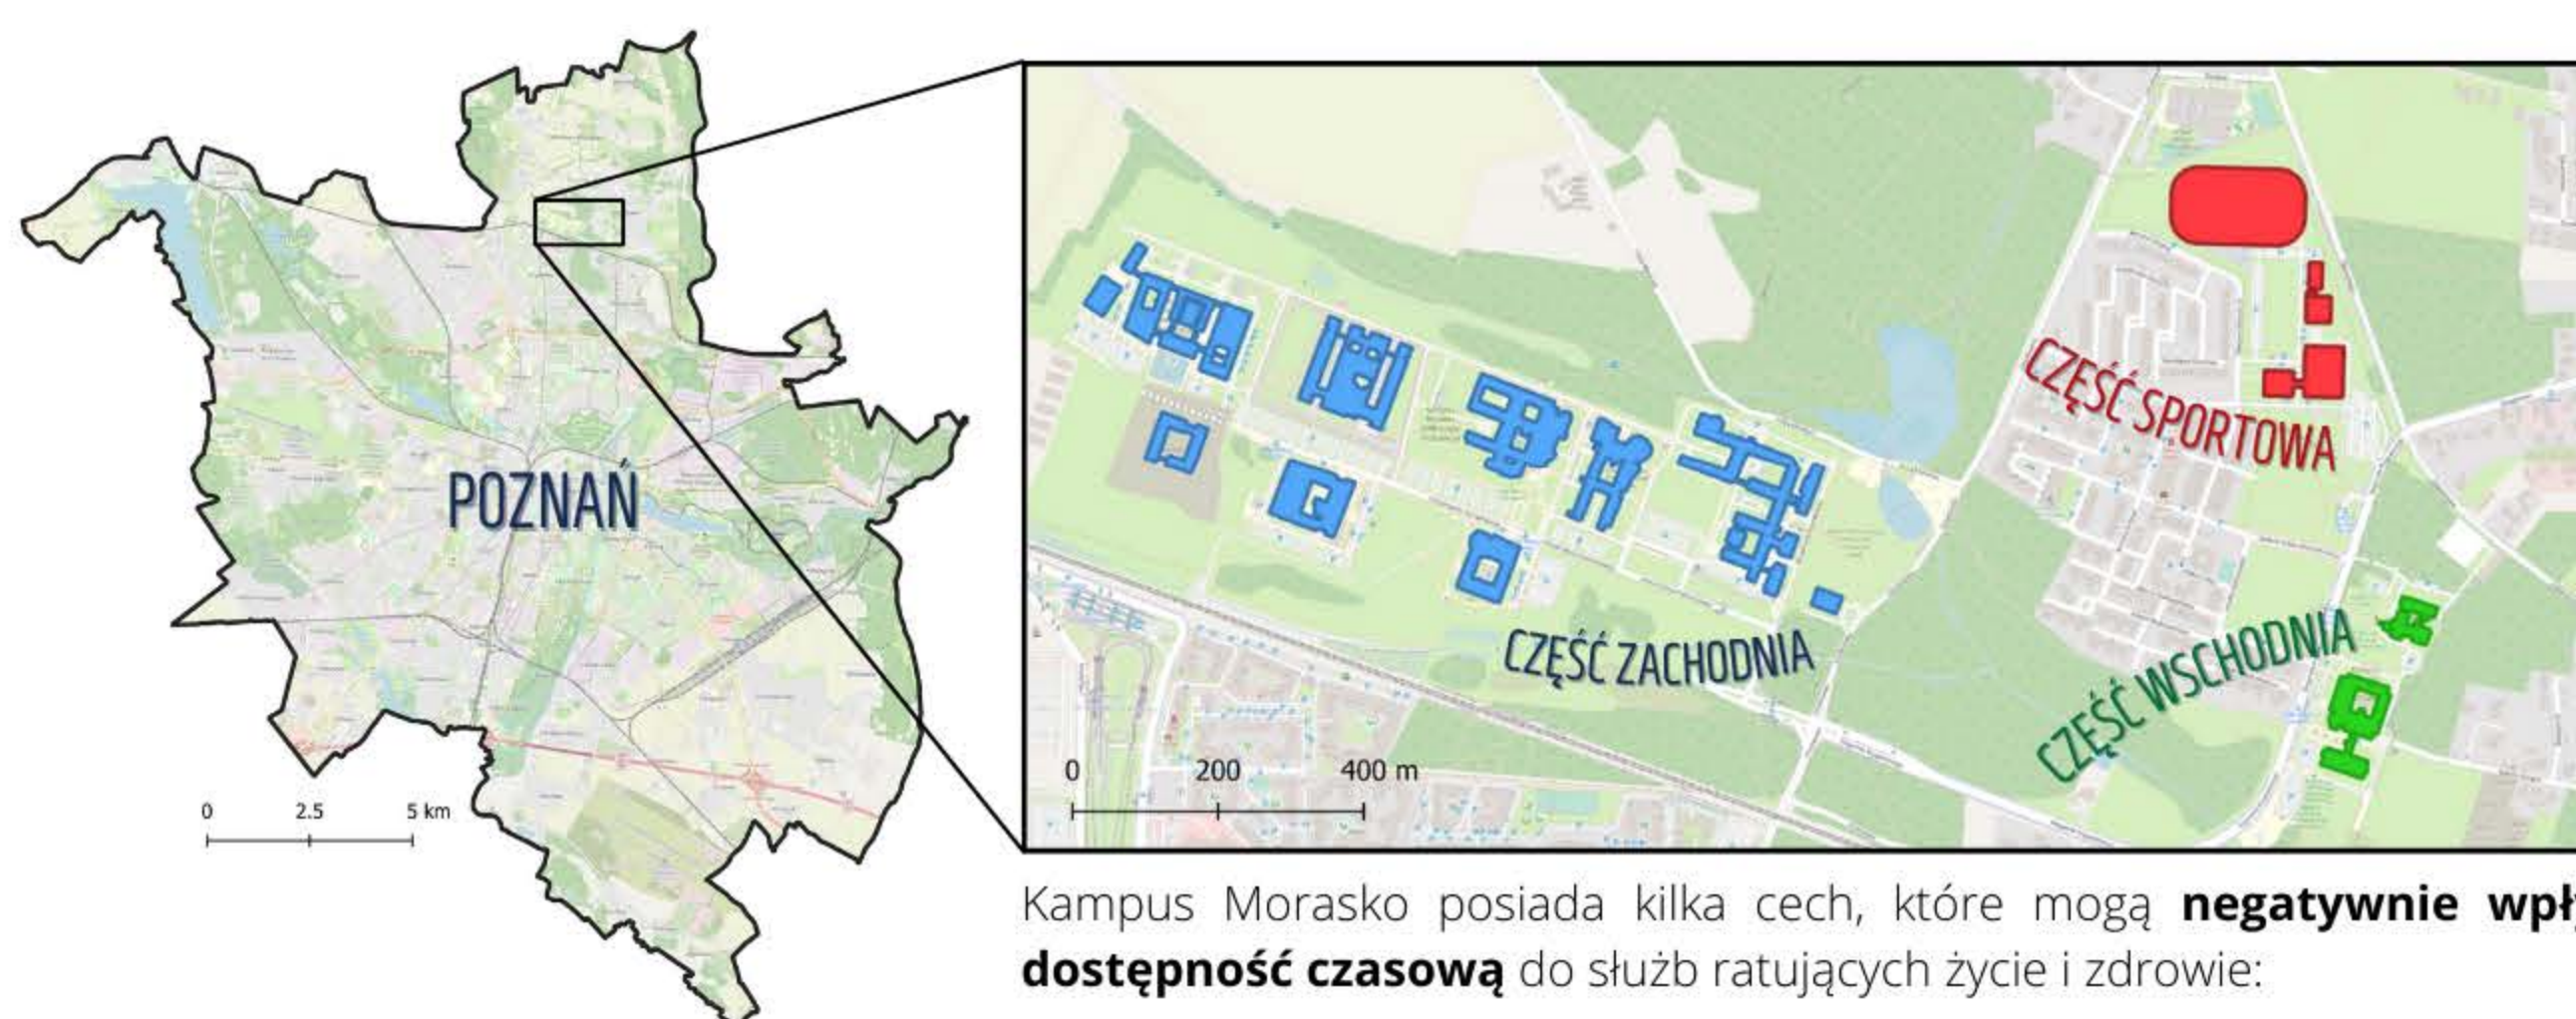 POZNAŃ
0 2.5 5 km
CZĘŚĆ SPORTOWA
CZĘŚĆ ZACHODNIA
CZĘŚĆ WSCHODNIA
0 200 400 m
Kampus Morasko posiada kilka cech, które mogą negatywnie
dostępność czasową do służb ratujących życie i zdrowie: